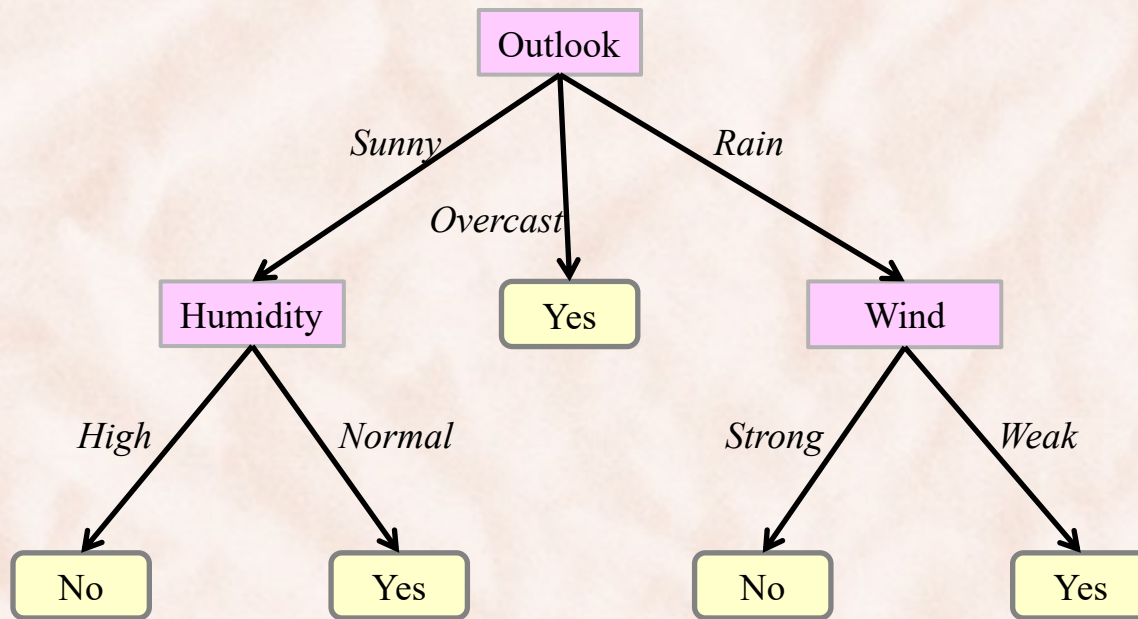 Outlook
Sunny
Rain
Overcast
Humidity
Yes
Wind
High
Normal
Strong
Weak
No
Yes
No
Yes